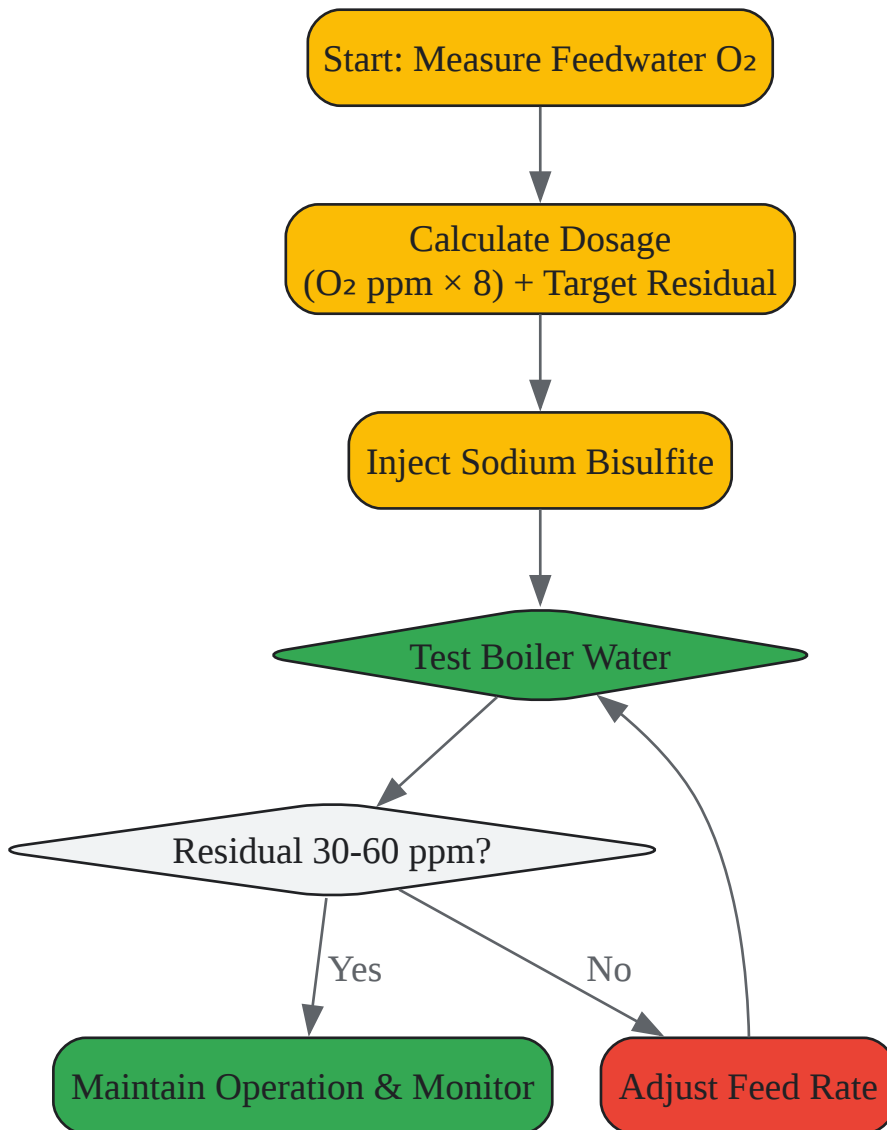 Start: Measure Feedwater O₂
Calculate Dosage
(O₂ ppm × 8) + Target Residual
Inject Sodium Bisulfite
Test Boiler Water
Residual 30-60 ppm?
Yes
No
Maintain Operation & Monitor
Adjust Feed Rate